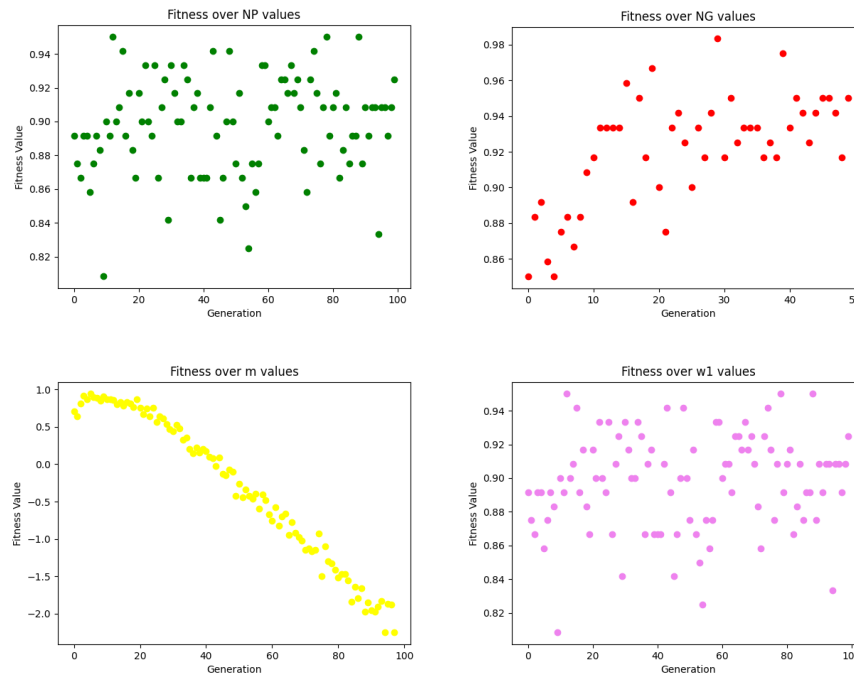 Fitness over NP values
Fitness Value
0.94
0.92
0.90
0.88
0.86
0.84
0.82
0 20 40 60 80 100
Generation
Fitness over NG values
Fitness Value
0.98
0.96
0.94
0.92
0.90
0.88
0.86
0 10 20 30 40
Generation
Fitness over m values
Fitness Value
1.0
0.5
0.0
−0.5
−1.0
−1.5
−2.0
0 20 40 60 80 100
Generation
Fitness over w1 values
Fitness Value
0.94
0.92
0.90
0.88
0.86
0.84
0.82
0 20 40 60 80
Generation